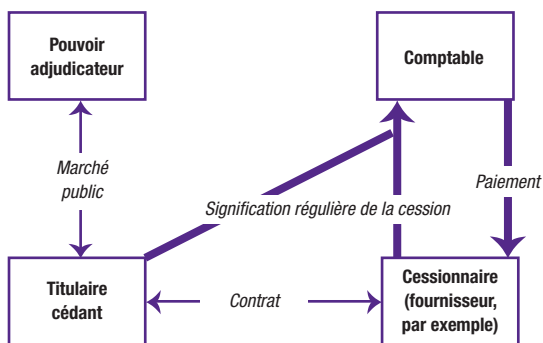 Pouvoir
adjudicateur
Comptable
Marché
public
Paiement
Signification régulière de la cession
Titulaire
cédant
Contrat
Cessionnaire
(fournisseur,
par exemple)